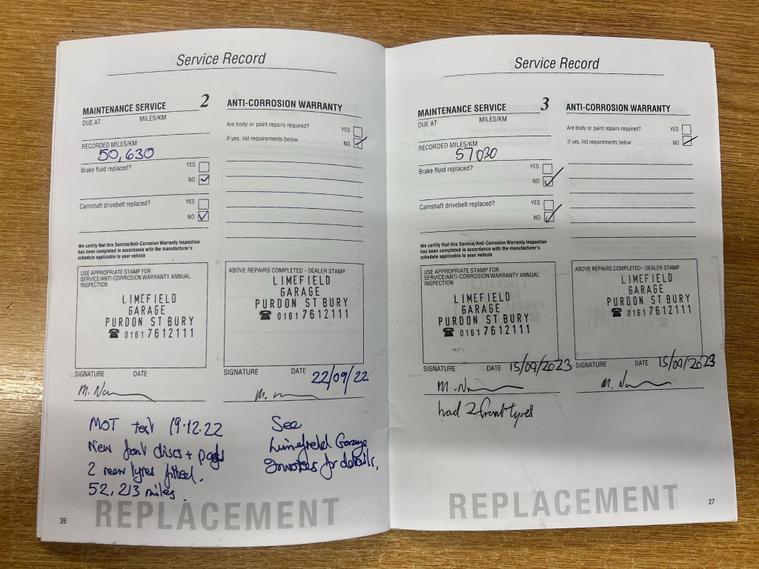 Service Record
MAINTENANCE SERVICE 2
DUE AT MILES/KM
RECORDED MILES/KM
50,630
Brake fluid replaced? YES
NO
Camshaft drivebelt replaced? YES
NO
We certify that this Service/Anti-Corrosion Warranty Inspection
has been completed in accordance with the manufacturer's
schedule applicable to your vehicle
USE APPROPRIATE STAMP FOR
SERVICE/ANTI-CORROSION WARRANTY ANNUAL
INSPECTION
LIMEFIELD
GARAGE
PURDON ST BURY
☎ 0161 7612111
SIGNATURE DATE
MOT test 19.12.22
New front discs + pads
2 new tyres fitted.
52,213 miles.
26
ANTI-CORROSION WARRANTY
Are body or paint repairs required? YES
If yes, list requirements below NO
ABOVE REPAIRS COMPLETED - DEALER STAMP
LIMEFIELD
GARAGE
PURDON ST BURY
☎ 0161 7612111
SIGNATURE DATE
22/09/22
See
Limefield Garage
Invoices for details.
REPLACEMENT
Service Record
MAINTENANCE SERVICE 3
DUE AT MILES/KM
RECORDED MILES/KM
57030
Brake fluid replaced? YES
NO
Camshaft drivebelt replaced? YES
NO
We certify that this Service/Anti-Corrosion Warranty Inspection
has been completed in accordance with the manufacturer's
schedule applicable to your vehicle
USE APPROPRIATE STAMP FOR
SERVICE/ANTI-CORROSION WARRANTY ANNUAL
INSPECTION
LIMEFIELD
GARAGE
PURDON ST BURY
☎ 0161 7612111
SIGNATURE DATE 15/09/2023
had 2 front tyres
ANTI-CORROSION WARRANTY
Are body or paint repairs required? YES
If yes, list requirements below NO
ABOVE REPAIRS COMPLETED - DEALER STAMP
LIMEFIELD
GARAGE
PURDON ST BURY
☎ 0161 7612111
SIGNATURE DATE 15/09/2023
REPLACEMENT
27